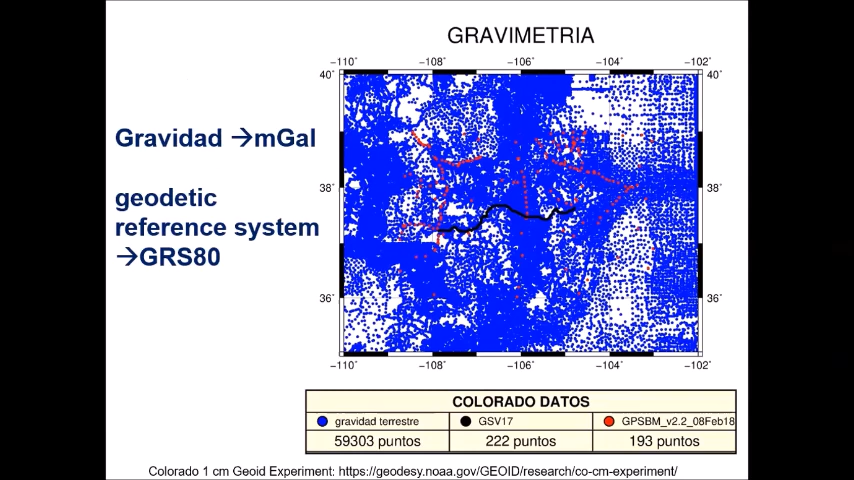 GRAVIMETRIA
Gravidad →mGal
geodetic
reference system
→GRS80
−110˚ −108˚ −106˚ −104˚ −102˚
40˚ 40˚
38˚ 38˚
36˚ 36˚
−110˚ −108˚ −106˚ −104˚ −102˚
COLORADO DATOS
gravidad terrestre GSV17 GPSBM_v2.2_08Feb18
59303 puntos 222 puntos 193 puntos
Colorado 1 cm Geoid Experiment: https://geodesy.noaa.gov/GEOID/research/co-cm-experiment/